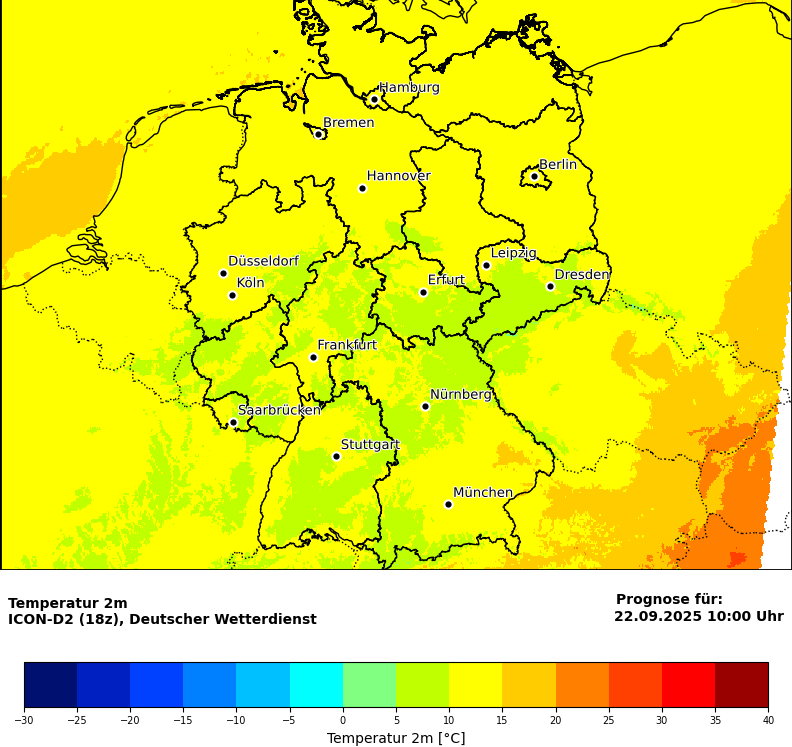 Hamburg
Bremen
Berlin
Hannover
Leipzig
Düsseldorf
Dresden
Köln
Erfurt
Frankfurt
Nürnberg
Saarbrücken
Stuttgart
München
Temperatur 2m
ICON-D2 (18z), Deutscher Wetterdienst
Prognose für:
22.09.2025 10:00 Uhr
−30 −25 −20 −15 −10 −5 0 5 10 15 20 25 30 35 40
Temperatur 2m [°C]